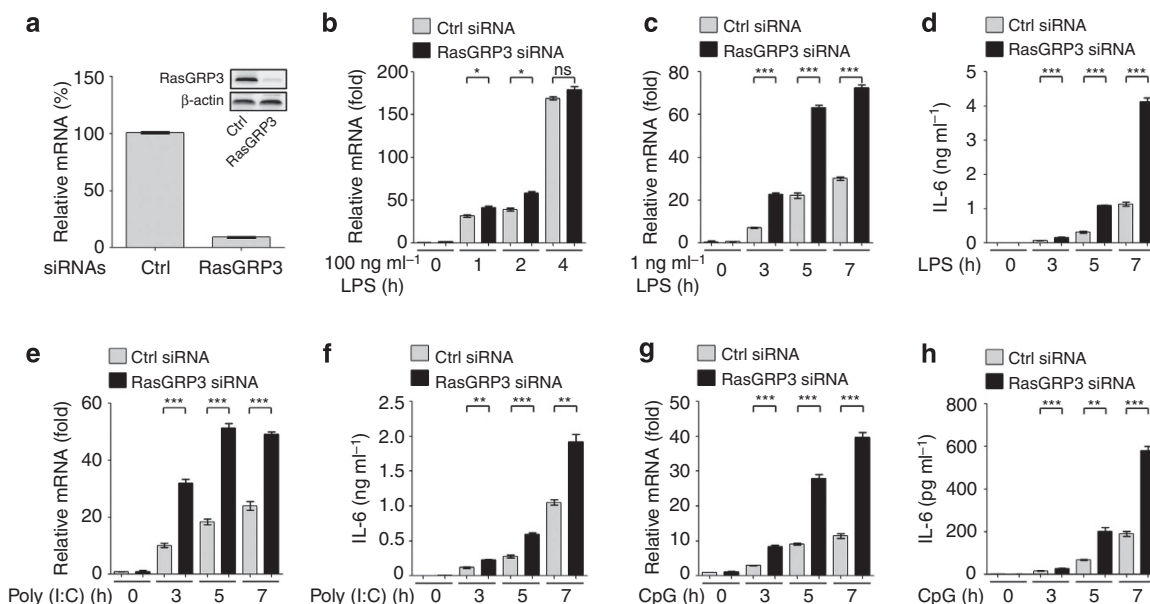 a
Relative mRNA (%)
150
100
50
0
RasGRP3
β-actin
Ctrl
RasGRP3
siRNAs
Ctrl
RasGRP3
b
Ctrl siRNA
RasGRP3 siRNA
Relative mRNA (fold)
200
150
100
50
0
*
*
ns
100 ng ml⁻¹
LPS (h)
0
1
2
4
c
Ctrl siRNA
RasGRP3 siRNA
Relative mRNA (fold)
80
60
40
20
0
***
***
***
1 ng ml⁻¹
LPS (h)
0
3
5
7
d
Ctrl siRNA
RasGRP3 siRNA
IL-6 (ng ml⁻¹)
5
4
3
2
1
0
***
***
***
LPS (h)
0
3
5
7
e
Ctrl siRNA
RasGRP3 siRNA
Relative mRNA (fold)
60
40
20
0
***
***
***
Poly (I:C) (h)
0
3
5
7
f
Ctrl siRNA
RasGRP3 siRNA
IL-6 (ng ml⁻¹)
2.0
1.5
1.0
0.5
0
**
***
**
Poly (I:C) (h)
0
3
5
7
g
Ctrl siRNA
RasGRP3 siRNA
Relative mRNA (fold)
50
40
30
20
10
0
***
***
***
CpG (h)
0
3
5
7
h
Ctrl siRNA
RasGRP3 siRNA
IL-6 (pg ml⁻¹)
800
600
400
200
0
***
**
***
CpG (h)
0
3
5
7